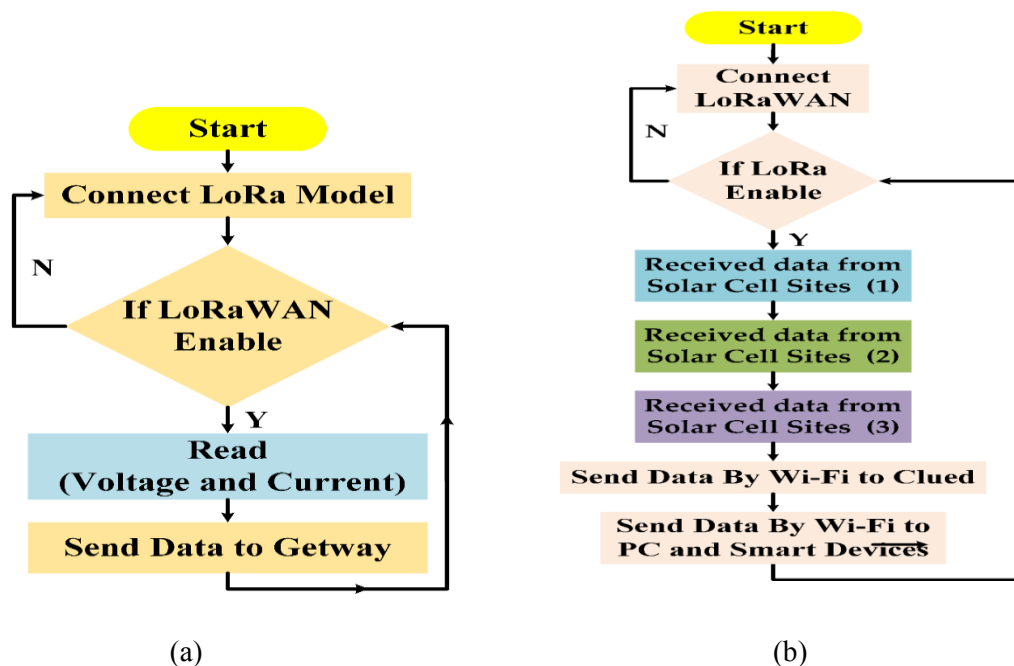 Start
Connect LoRa Model
N
If LoRaWAN
Enable
Y
Read
(Voltage and Current)
Send Data to Getway
(a)
Start
Connect
LoRaWAN
N
If LoRa
Enable
Y
Received data from
Solar Cell Sites (1)
Received data from
Solar Cell Sites (2)
Received data from
Solar Cell Sites (3)
Send Data By Wi-Fi to Clued
Send Data By Wi-Fi to
PC and Smart Devices
(b)